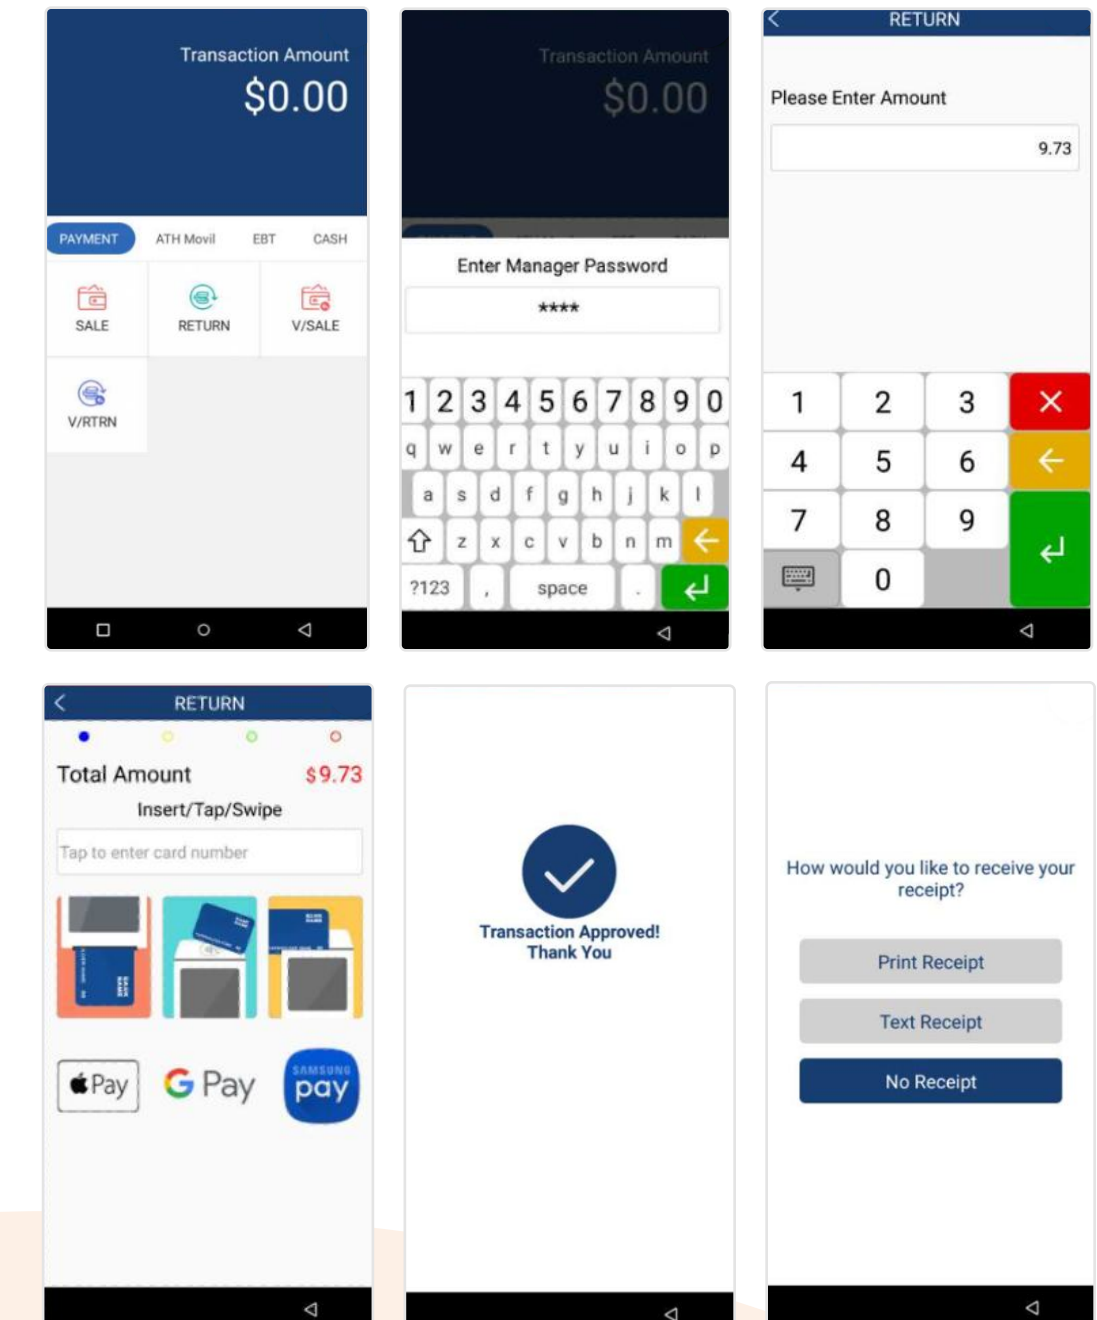 Transaction Amount
$0.00
PAYMENT ATH Movil EBT CASH
SALE RETURN V/SALE
V/RTRN
Transaction Amount
$0.00
Enter Manager Password
****
1 2 3 4 5 6 7 8 9 0
q w e r t y u i o p
a s d f g h j k l
z x c v b n m
?123 , space .
RETURN
Please Enter Amount
9.73
1 2 3
4 5 6
7 8 9
0
RETURN
Total Amount $9.73
Insert/Tap/Swipe
Tap to enter card number
Pay G Pay SAMSUNG pay
Transaction Approved!
Thank You
How would you like to receive your
receipt?
Print Receipt
Text Receipt
No Receipt